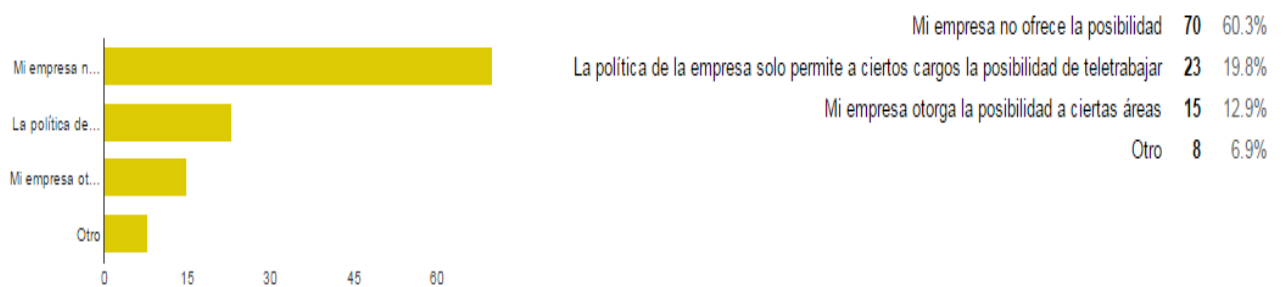 Mi empresa n...
La política de...
Mi empresa ot...
Otro
0 15 30 45 60
Mi empresa no ofrece la posibilidad 70 60.3%
La política de la empresa solo permite a ciertos cargos la posibilidad de teletrabajar 23 19.8%
Mi empresa otorga la posibilidad a ciertas áreas 15 12.9%
Otro 8 6.9%